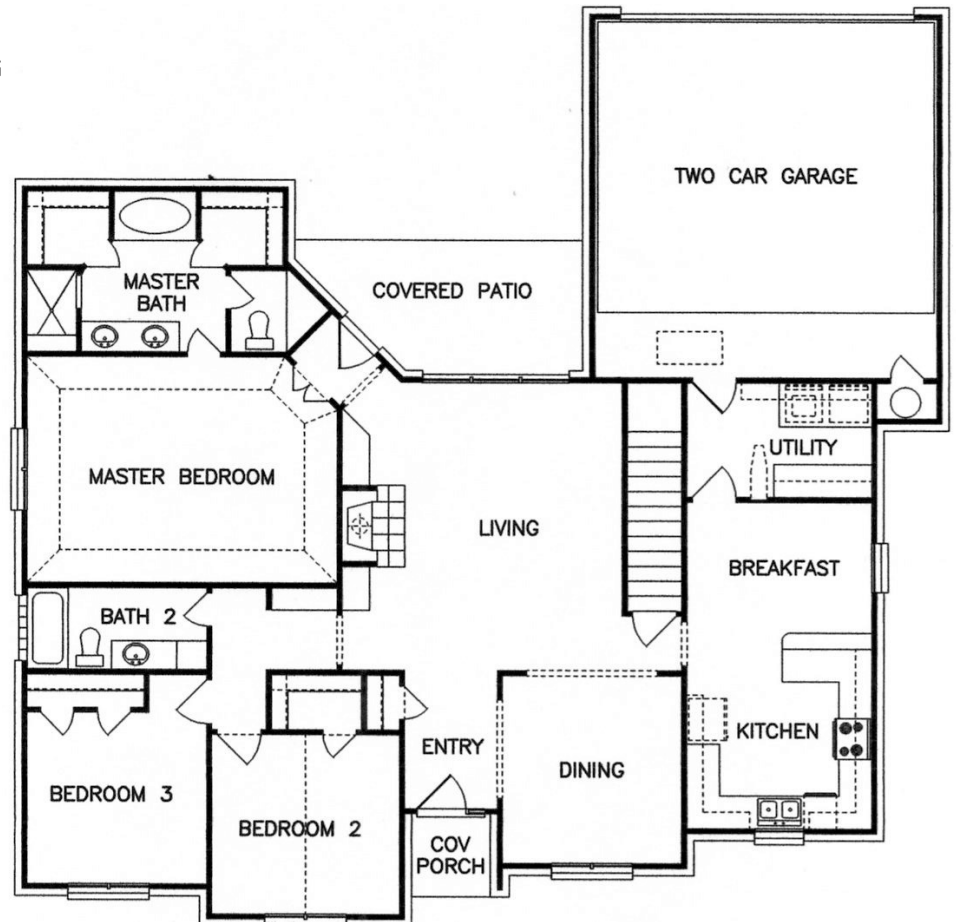 TWO CAR GARAGE
COVERED PATIO
MASTER
BATH
MASTER BEDROOM
UTILITY
LIVING
BREAKFAST
BATH 2
KITCHEN
ENTRY
DINING
BEDROOM 3
BEDROOM 2
COV
PORCH